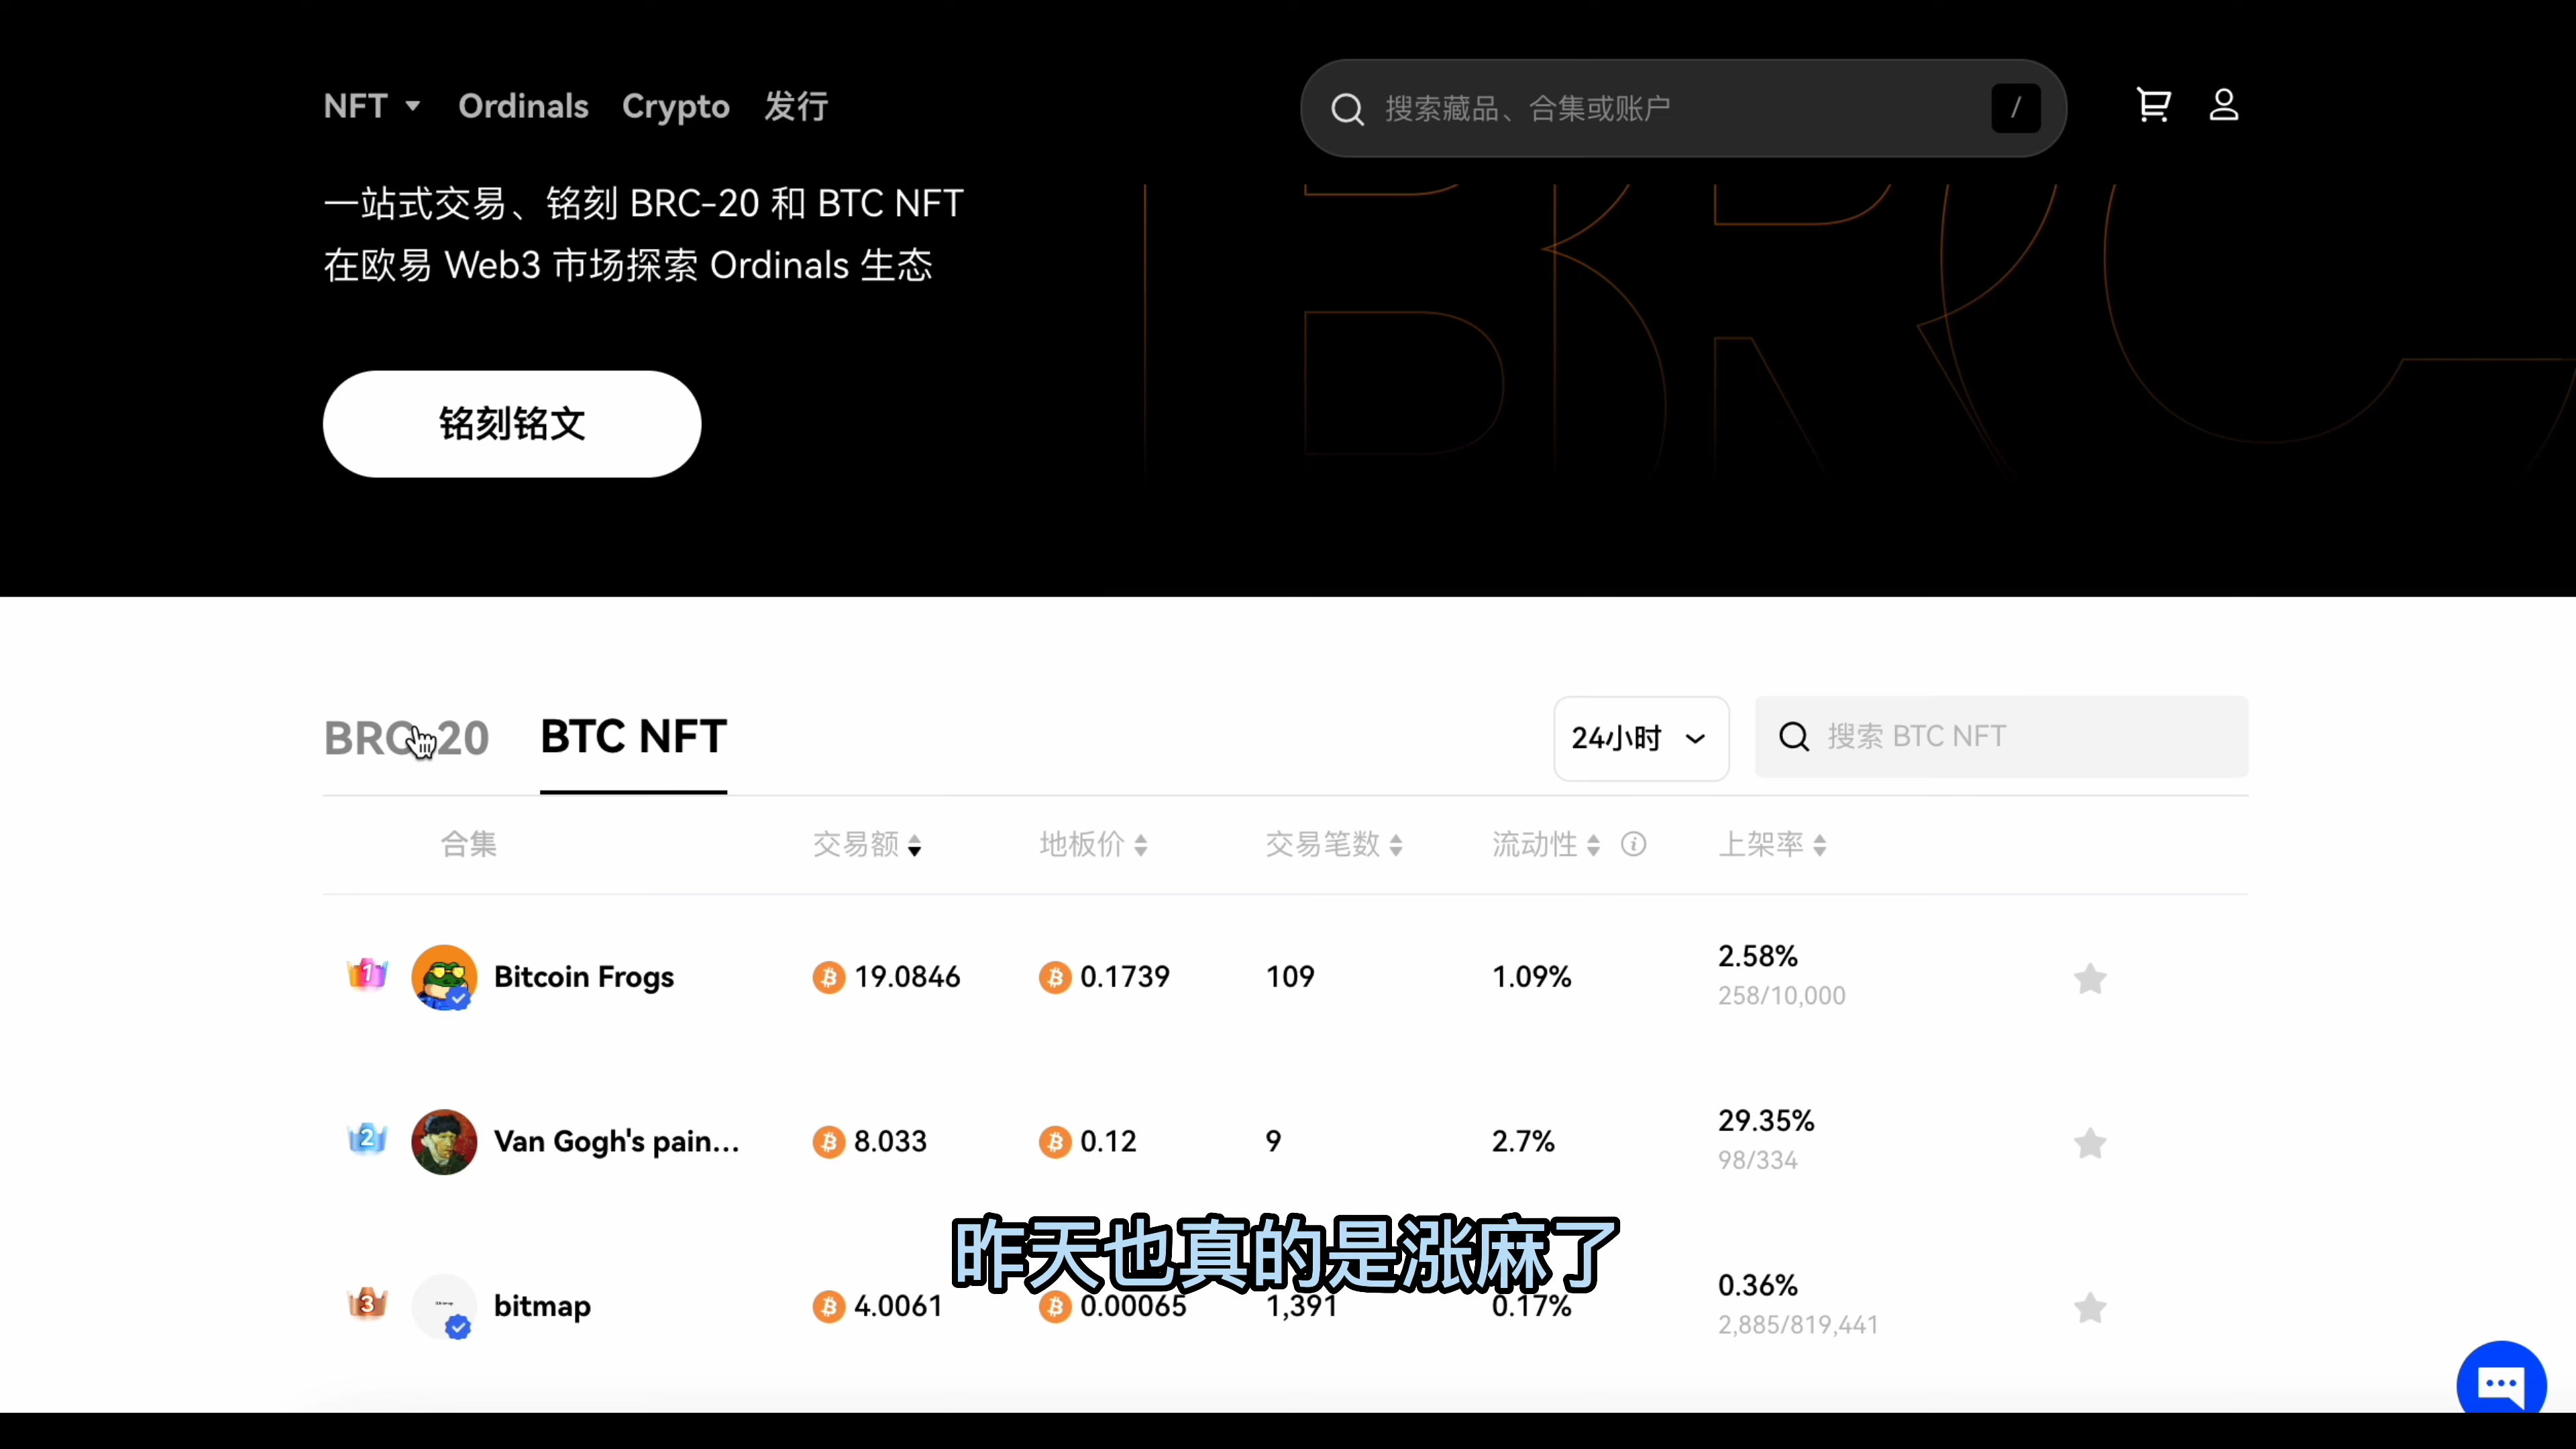 NFT Ordinals Crypto 发行
搜索藏品、合集或账户 /
一站式交易、铭刻 BRC-20 和 BTC NFT
在欧易 Web3 市场探索 Ordinals 生态
铭刻铭文
BRC-20 BTC NFT 24小时 搜索 BTC NFT
合集 交易额 地板价 交易笔数 流动性 上架率
1 Bitcoin Frogs 19.0846 0.1739 109 1.09% 2.58%
258/10,000
2 Van Gogh's pain... 8.033 0.12 9 2.7% 29.35%
98/334
昨天也真的是涨麻了
3 bitmap 4.0061 0.00065 1,391 0.17% 0.36%
2,885/819,441